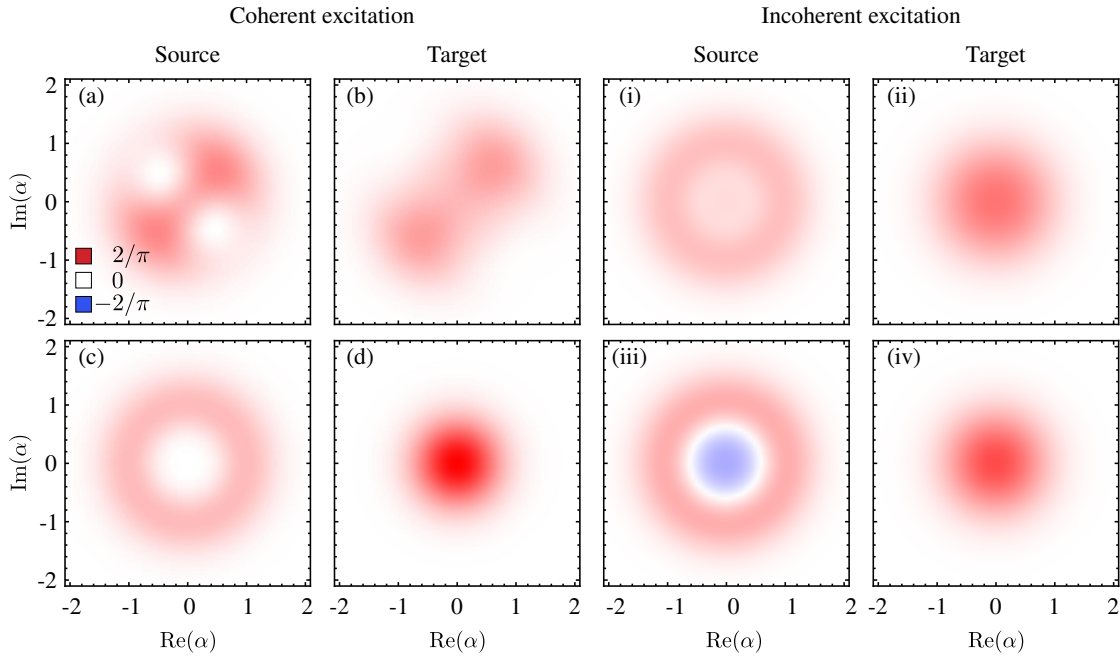 Coherent excitation Incoherent excitation
Source Target Source Target
2 (a) (b) (i) (ii)
1
Im(α) 0
-1
-2
2/π
0
−2/π
2 (c) (d) (iii) (iv)
1
Im(α) 0
-1
-2
-2 -1 0 1 2 -2 -1 0 1 2 -2 -1 0 1 2 -2 -1 0 1 2
Re(α) Re(α) Re(α) Re(α)